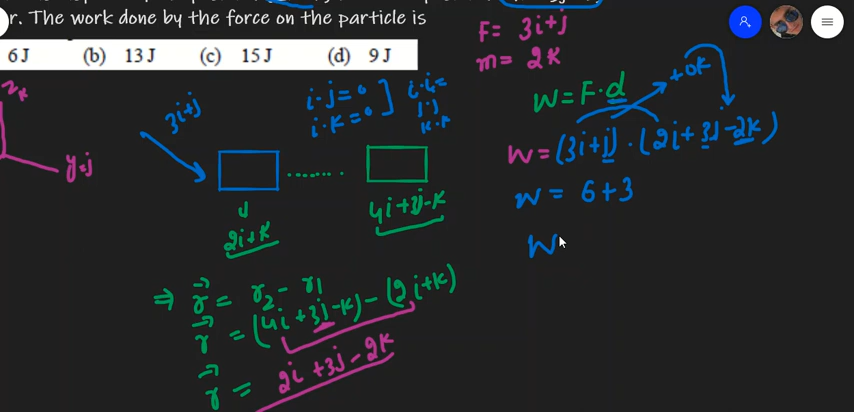 r. The work done by the force on the particle is
6 J (b) 13 J (c) 15 J (d) 9 J
F = 3i+j
m = 2K
+0K
W = F·d
i·j = 0
i·K = 0
i·i=
j·j
K·K
3i+j
y=j
W = (3i+j)·(2i+3j-2K)
W = 6+3
W
2i+K
4i+3j-K
⇒ r⃗ = r2 - r1
r⃗ = (4i+3j-K)-(2i+K)
r⃗ = 2i+3j-2K